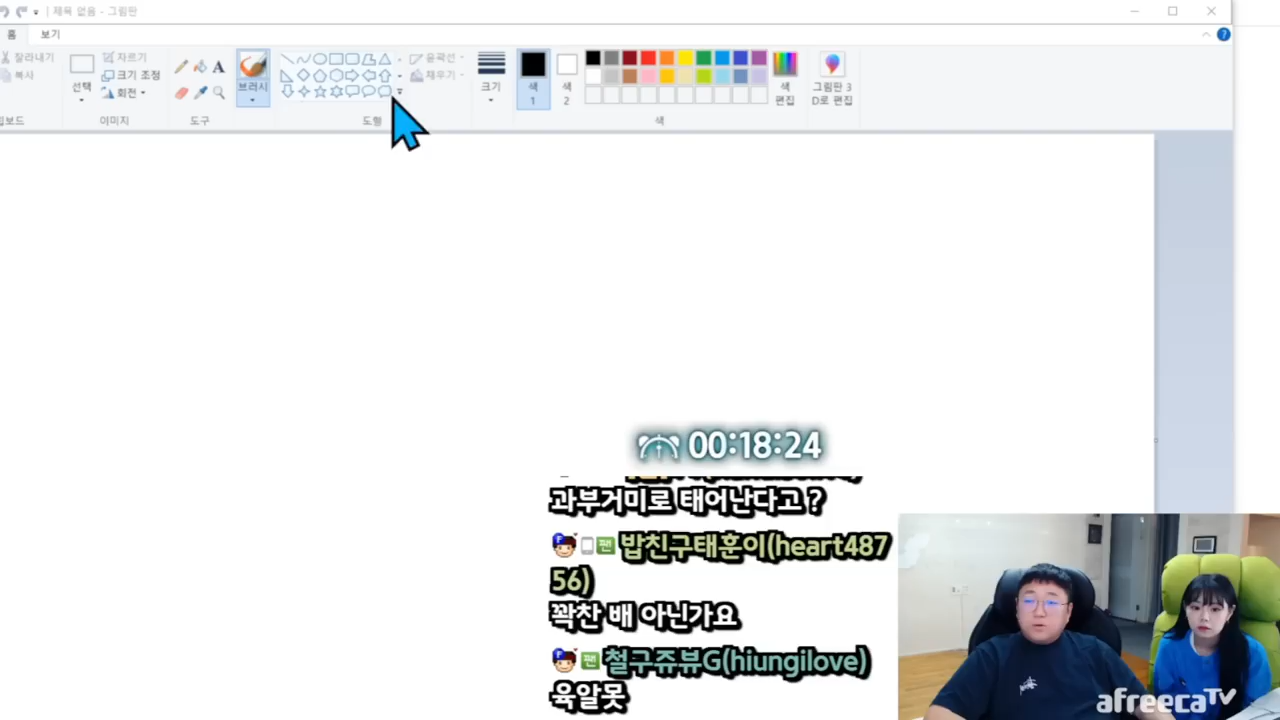 제목 없음 - 그림판
홈 보기
잘라내기
복사
선택
자르기
크기 조정
회전
이미지
A
도구
브러시
윤곽선
채우기
도형
크기
색
1
색
2
색
편집
색
그림판 3
D로 편집
00:18:24
과부거미로 태어난다고?
밥친구태훈이(heart487
56)
꽉찬 배 아닌가요
철구쥬뷰G(hiungilove)
육알못
afreecaTV